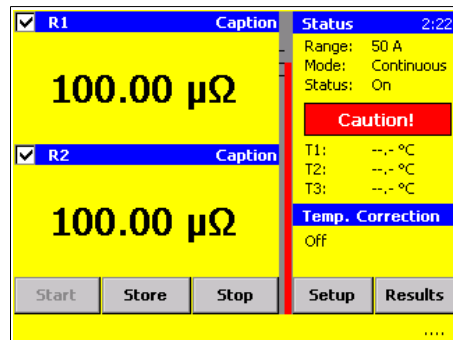 R1 Caption
100.00 µΩ
R2 Caption
100.00 µΩ
Start Store Stop
Status 2:22
Range: 50 A
Mode: Continuous
Status: On
Caution!
T1: --,- °C
T2: --,- °C
T3: --,- °C
Temp. Correction
Off
Setup Results
....